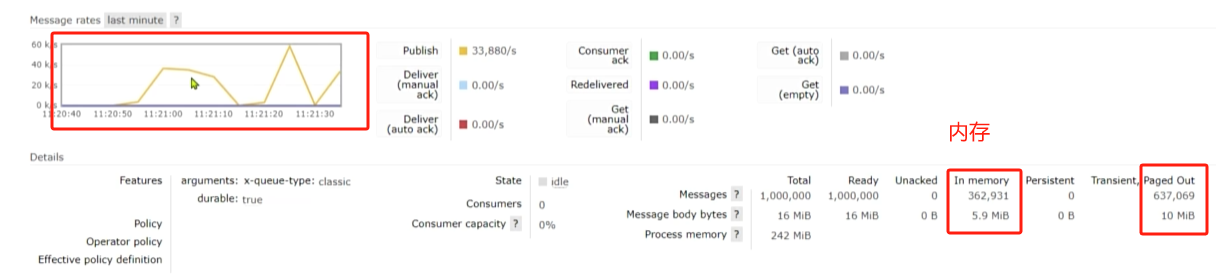 Message rates last minute ?
60 k/s
40 k/s
20 k/s
0 k/s
11:20:40 11:20:50 11:21:00 11:21:10 11:21:20 11:21:30
Publish 33,880/s
Deliver (manual ack) 0.00/s
Deliver (auto ack) 0.00/s
Consumer ack 0.00/s
Redelivered 0.00/s
Get (manual ack) 0.00/s
Get (auto ack) 0.00/s
Get (empty) 0.00/s
内存
Details
Features arguments: x-queue-type: classic
durable: true
Policy
Operator policy
Effective policy definition
State idle
Consumers 0
Consumer capacity ? 0%
Total Ready Unacked In memory Persistent Transient, Paged Out
Messages ? 1,000,000 1,000,000 0 362,931 0 637,069
Message body bytes ? 16 MiB 16 MiB 0 B 5.9 MiB 0 B 10 MiB
Process memory ? 242 MiB